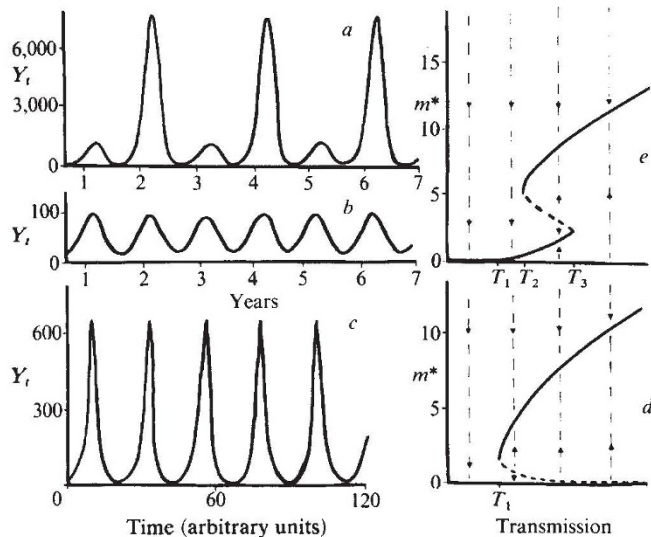 a
6,000
Y_t
3,000
0
1 2 3 4 5 6 7
b
100
Y_t
0
1 2 3 4 5 6 7
Years
c
600
Y_t
300
0
0 60 120
Time (arbitrary units)
e
15
m*
10
5
0
T_1 T_2 T_3
d
10
m*
5
0
T_1
Transmission